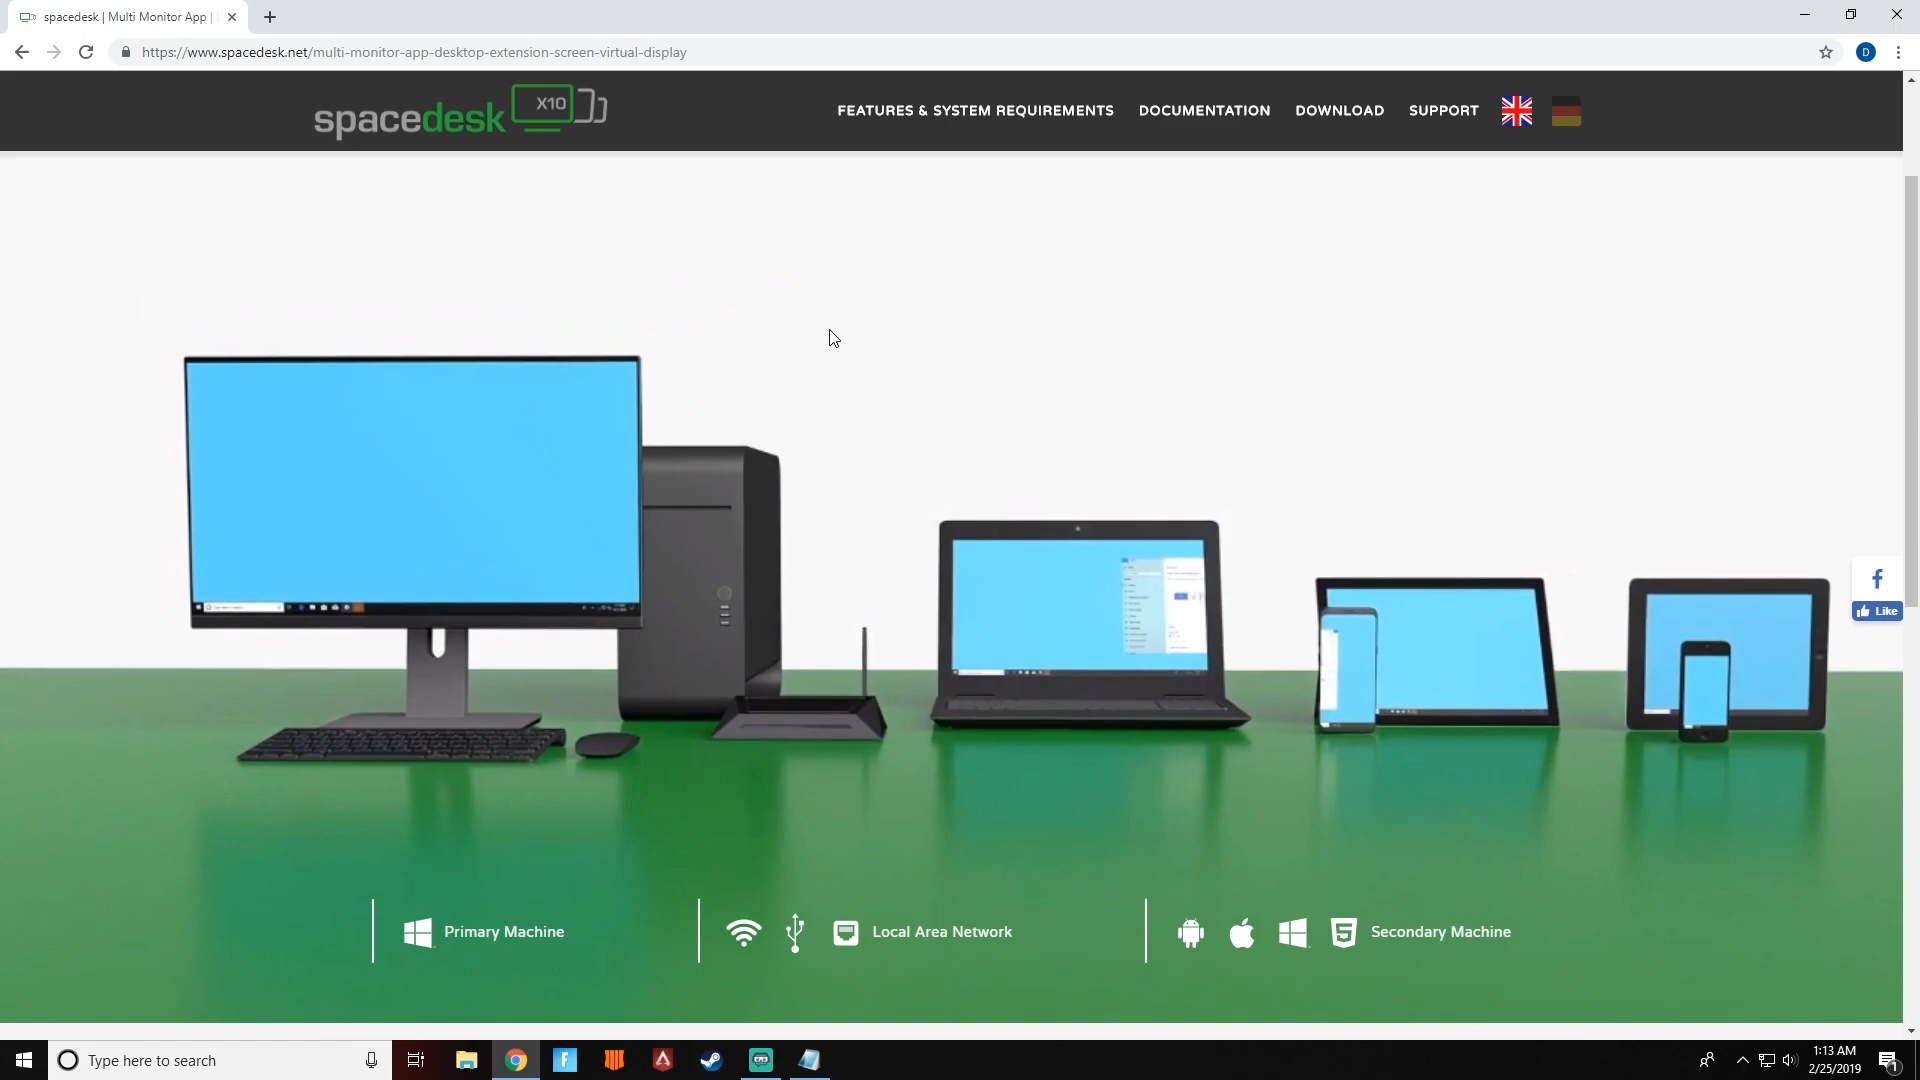 spacedesk | Multi Monitor App |
https://www.spacedesk.net/multi-monitor-app-desktop-extension-screen-virtual-display
D
spacedesk X10
FEATURES & SYSTEM REQUIREMENTS
DOCUMENTATION
DOWNLOAD
SUPPORT
Like
Primary Machine
Local Area Network
Secondary Machine
Type here to search
1:13 AM
2/25/2019
1